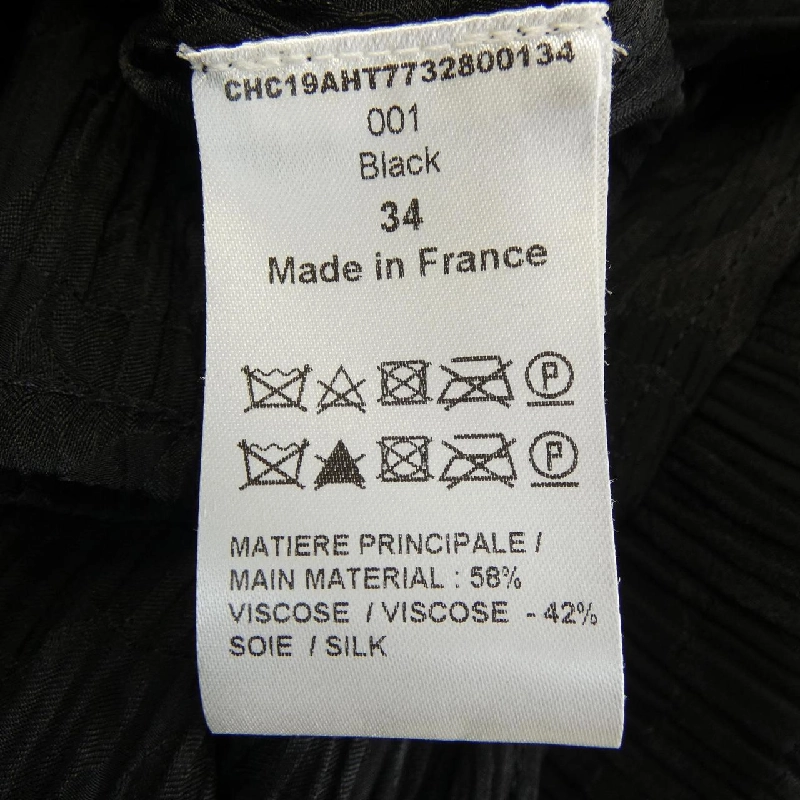 CHC19AHT7732800134
001
Black
34
Made in France
P
P
MATIERE PRINCIPALE /
MAIN MATERIAL : 58%
VISCOSE / VISCOSE - 42%
SOIE / SILK